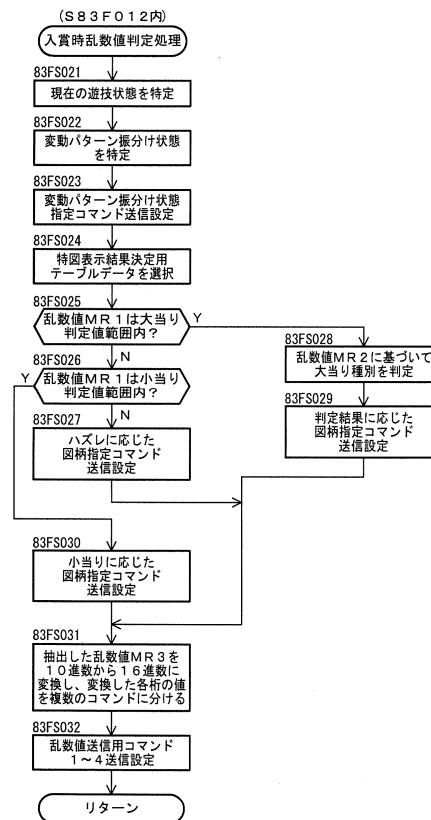 (S83F012内)
入賞時乱数値判定処理
83FS021
現在の遊技状態を特定
83FS022
変動パターン振分け状態
を特定
83FS023
変動パターン振分け状態
指定コマンド送信設定
83FS024
特図表示結果決定用
テーブルデータを選択
83FS025
乱数値MR1は大当り
判定値範囲内?
Y
N
83FS026
乱数値MR1は小当り
判定値範囲内?
Y
N
83FS027
ハズレに応じた
図柄指定コマンド
送信設定
83FS028
乱数値MR2に基づいて
大当り種別を判定
83FS029
判定結果に応じた
図柄指定コマンド
送信設定
83FS030
小当りに応じた
図柄指定コマンド
送信設定
83FS031
抽出した乱数値MR3を
10進数から16進数に
変換し、変換した各桁の値
を複数のコマンドに分ける
83FS032
乱数値送信用コマンド
1~4送信設定
リターン